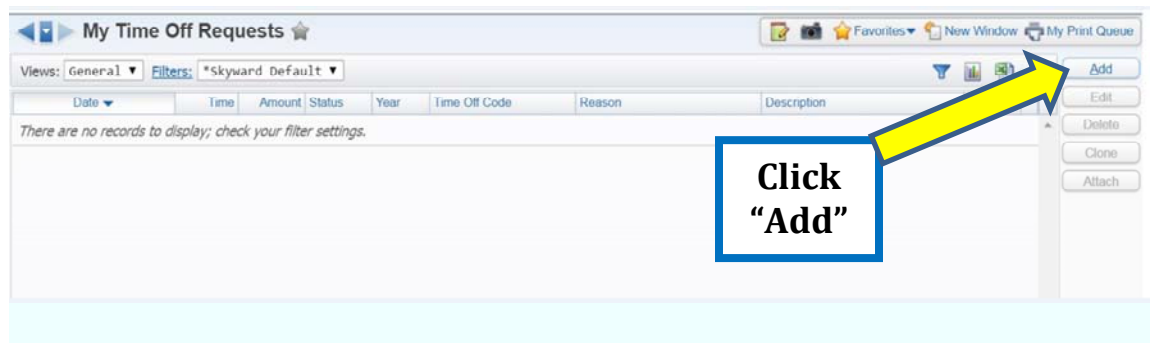 My Time Off Requests
Favorites New Window My Print Queue
Views: General Filters: *Skyward Default
Add
Date Time Amount Status Year Time Off Code Reason Description
Edit
There are no records to display; check your filter settings.
Delete
Clone
Attach
Click
“Add”